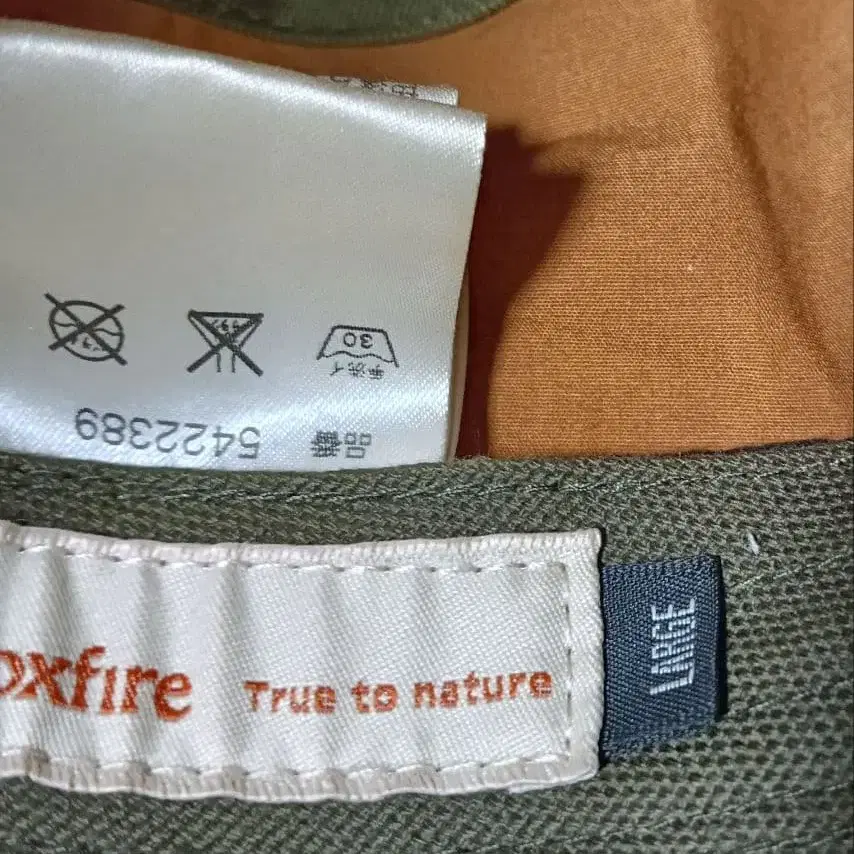 品番 5422389
手洗イ
30
oxfire True to nature
LARGE